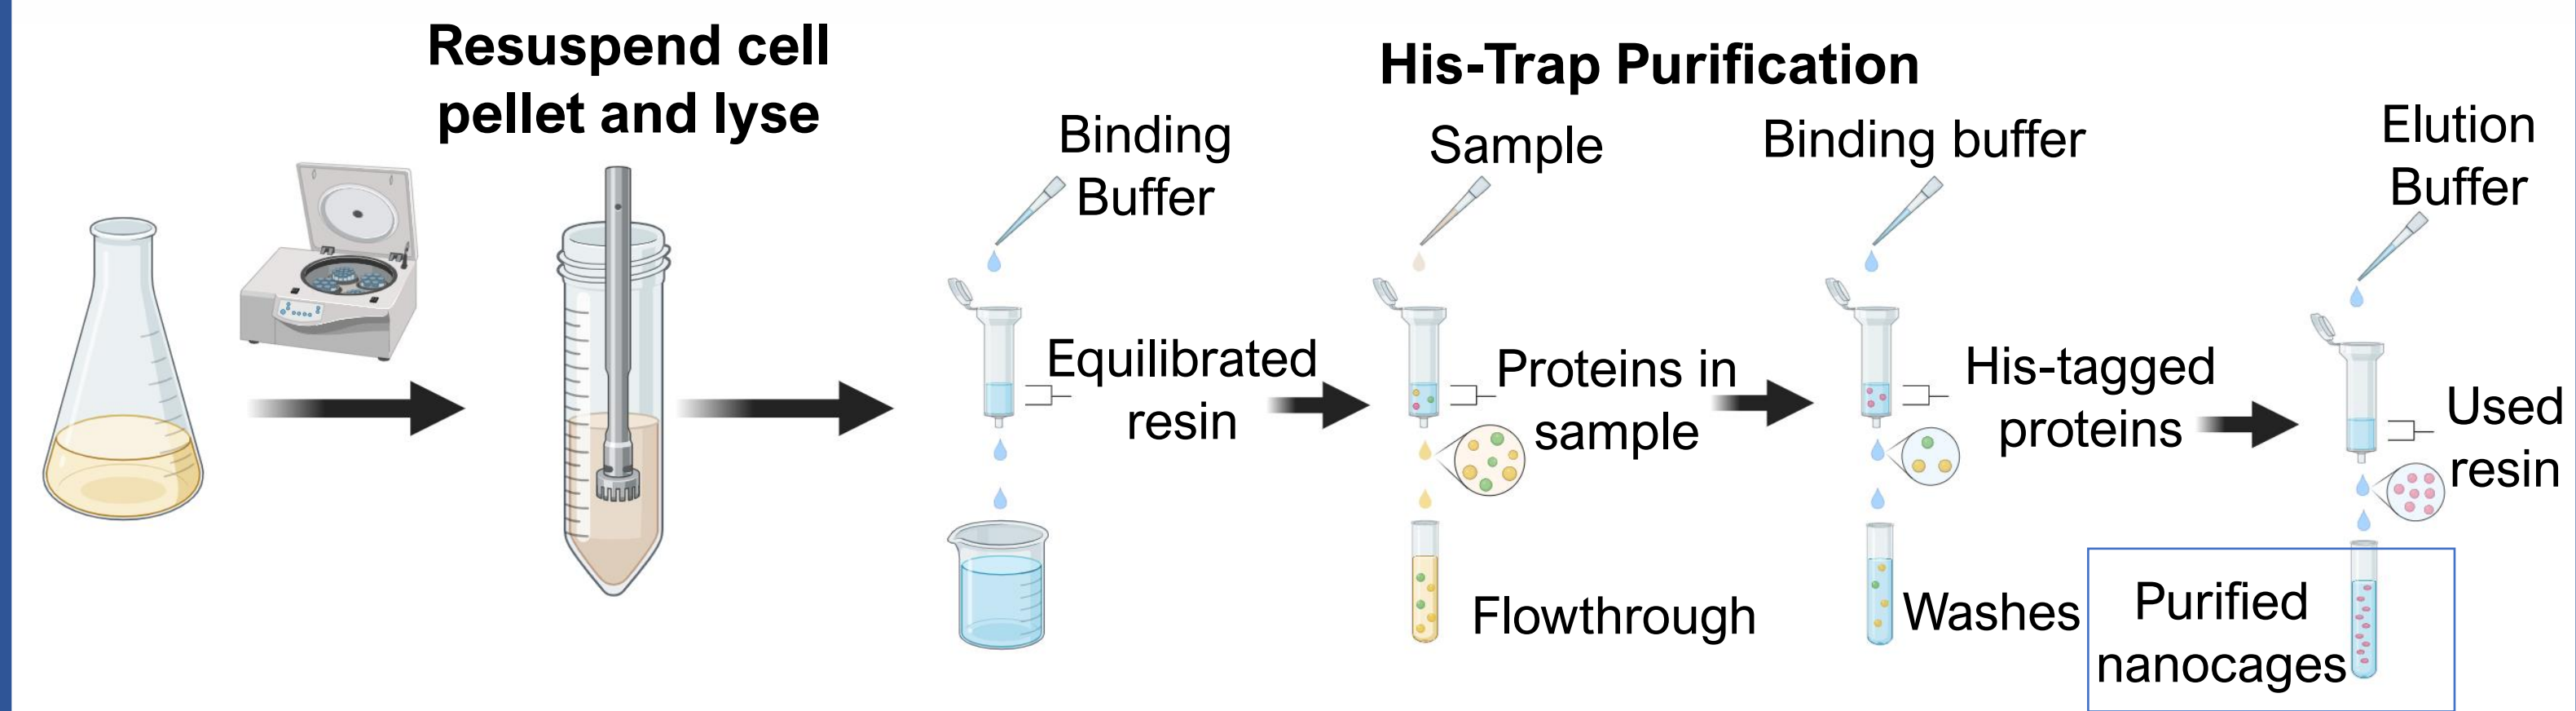 Resuspend cell
pellet and lyse
His-Trap Purification
Binding
Buffer
Sample
Binding buffer
Elution
Buffer
Equilibrated
resin
Proteins in
sample
His-tagged
proteins
Used
resin
Flowthrough
Washes
Purified
nanocages